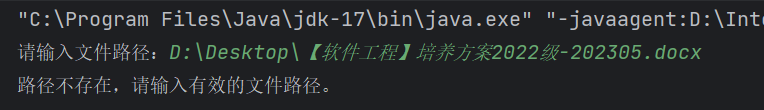 "C:\Program Files\Java\jdk-17\bin\java.exe" "-javaagent:D:\Inte
请输入文件路径：D:\Desktop\【软件工程】培养方案2022级-202305.docx
路径不存在，请输入有效的文件路径。